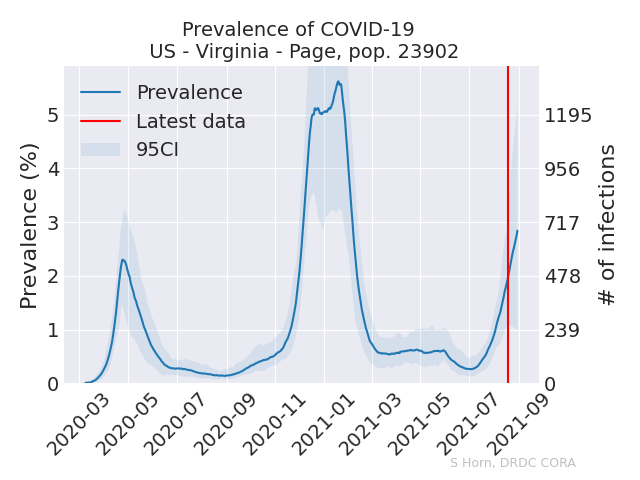 Prevalence of COVID-19
US - Virginia - Page, pop. 23902
Prevalence
Latest data
95CI
Prevalence (%)
5
4
3
2
1
0
1195
956
717
478
239
0
# of infections
2020-03
2020-05
2020-07
2020-09
2020-11
2021-01
2021-03
2021-05
2021-07
2021-09
S Horn, DRDC CORA